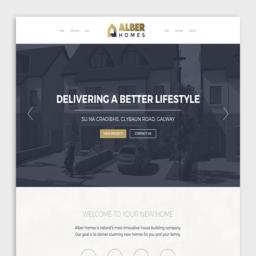 ALBER
HOMES
DELIVERING A BETTER LIFESTYLE
SLI NA CRAOIBHE, CLYBAUN ROAD, GALWAY
CONTACT US
WELCOME TO YOUR NEW HOME
Alber Homes is Ireland's most innovative house building company.
Our goal is to deliver stunning new homes for you and your family.